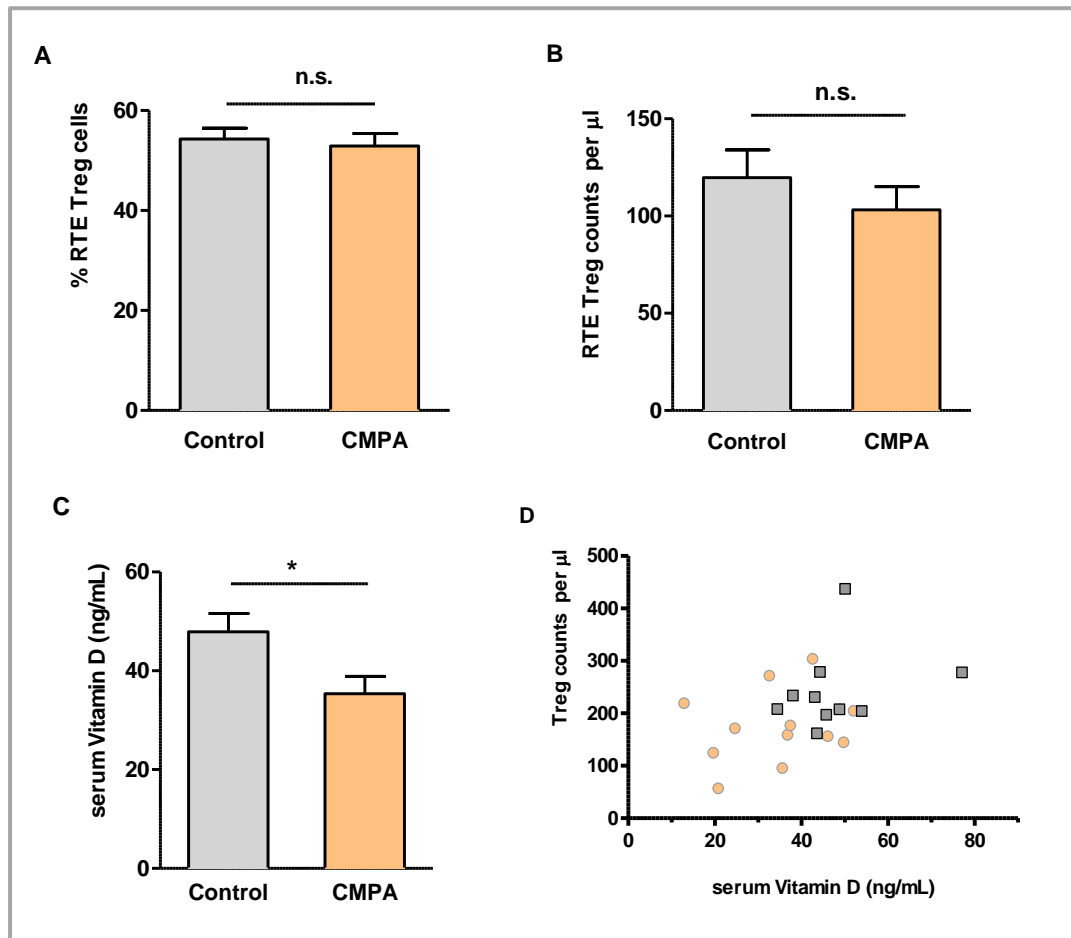 A
n.s.
% RTE Treg cells
60
40
20
0
Control CMPA
B
n.s.
RTE Treg counts per µl
150
100
50
0
Control CMPA
C
*
serum Vitamin D (ng/mL)
60
40
20
0
Control CMPA
D
Treg counts per µl
500
400
300
200
100
0
0 20 40 60 80
serum Vitamin D (ng/mL)